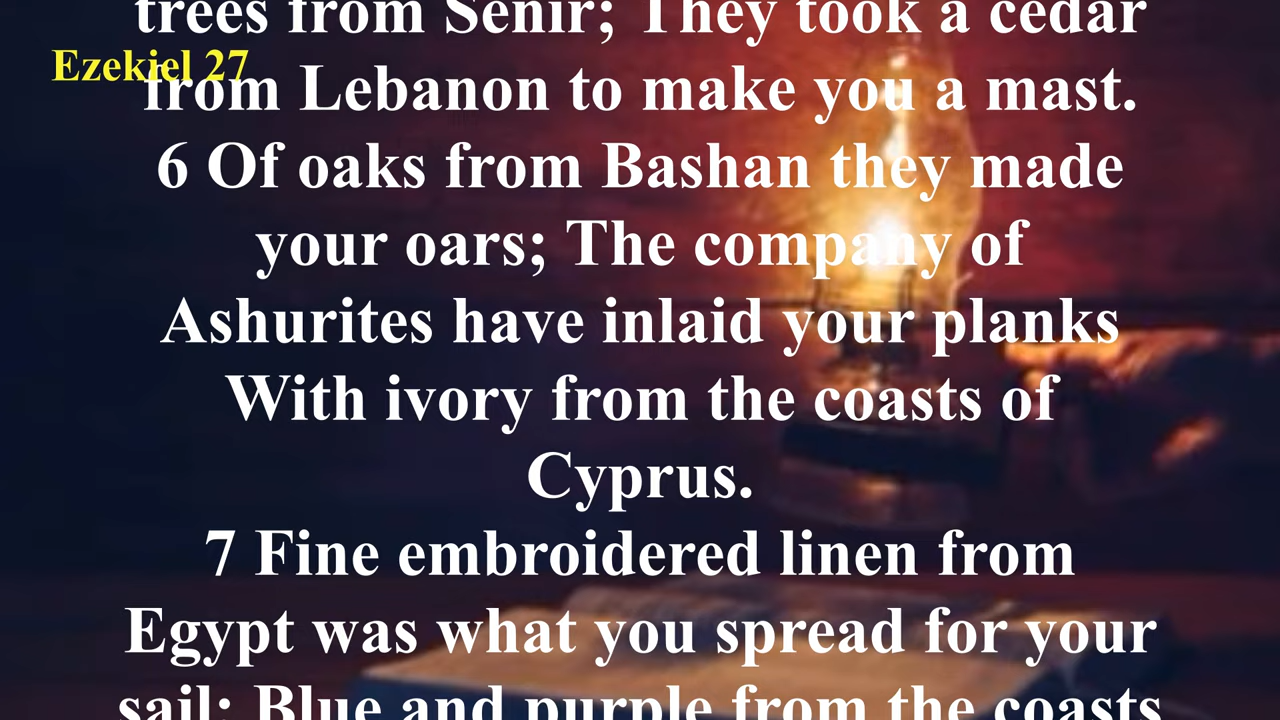 trees from Senir; They took a cedar
Ezekiel 27
from Lebanon to make you a mast.
6 Of oaks from Bashan they made
your oars; The company of
Ashurites have inlaid your planks
With ivory from the coasts of
Cyprus.
7 Fine embroidered linen from
Egypt was what you spread for your
sail; Blue and purple from the coasts